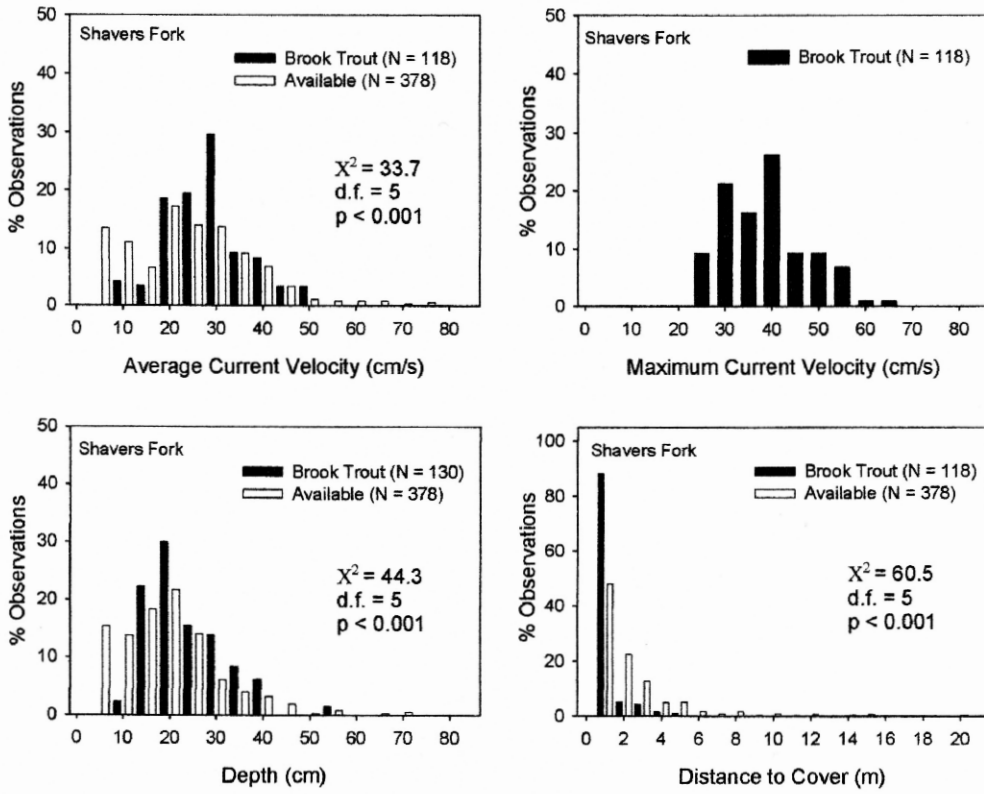 Shavers Fork
Brook Trout (N = 118)
Available (N = 378)
X² = 33.7
d.f. = 5
p < 0.001
% Observations
50
40
30
20
10
0
0 10 20 30 40 50 60 70 80
Average Current Velocity (cm/s)
Shavers Fork
Brook Trout (N = 118)
% Observations
50
40
30
20
10
0
0 10 20 30 40 50 60 70 80
Maximum Current Velocity (cm/s)
Shavers Fork
Brook Trout (N = 130)
Available (N = 378)
X² = 44.3
d.f. = 5
p < 0.001
% Observations
50
40
30
20
10
0
0 10 20 30 40 50 60 70 80
Depth (cm)
Shavers Fork
Brook Trout (N = 118)
Available (N = 378)
X² = 60.5
d.f. = 5
p < 0.001
% Observations
100
80
60
40
20
0
0 2 4 6 8 10 12 14 16 18 20
Distance to Cover (m)